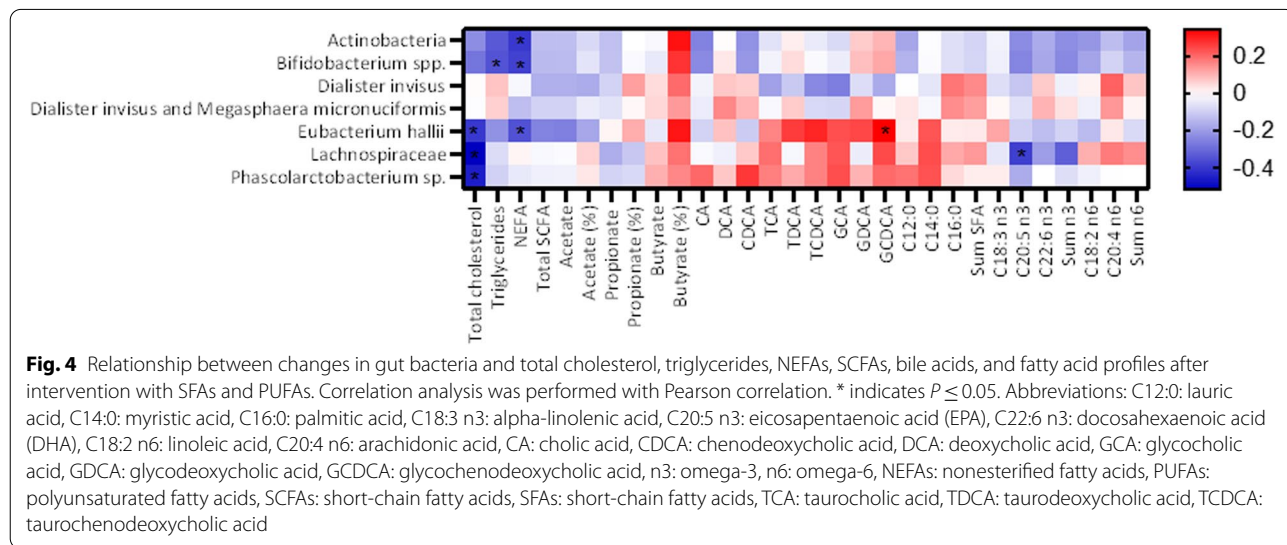 Actinobacteria
Bifidobacterium spp.
Dialister invisus
Dialister invisus and Megasphaera micronuciformis
Eubacterium hallii
Lachnospiraceae
Phascolarctobacterium sp.
* 
* *
* * *
* *
*
0.2
0
-0.2
-0.4
Total cholesterol
Triglycerides
NEFA
Total SCFA
Acetate
Acetate (%)
Propionate
Propionate (%)
Butyrate
Butyrate (%)
CA
DCA
CDCA
TCA
TDCA
TCDCA
GCA
GDCA
GCDCA
C12:0
C14:0
C16:0
Sum SFA
C18:3 n3
C20:5 n3
C22:6 n3
Sum n3
C18:2 n6
C20:4 n6
Sum n6
Fig. 4 Relationship between changes in gut bacteria and total cholesterol, triglycerides, NEFAs, SCFAs, bile acids, and fatty acid profiles after
intervention with SFAs and PUFAs. Correlation analysis was performed with Pearson correlation. * indicates P ≤ 0.05. Abbreviations: C12:0: lauric
acid, C14:0: myristic acid, C16:0: palmitic acid, C18:3 n3: alpha-linolenic acid, C20:5 n3: eicosapentaenoic acid (EPA), C22:6 n3: docosahexaenoic acid
(DHA), C18:2 n6: linoleic acid, C20:4 n6: arachidonic acid, CA: cholic acid, CDCA: chenodeoxycholic acid, DCA: deoxycholic acid, GCA: glycocholic
acid, GDCA: glycodeoxycholic acid, GCDCA: glycochenodeoxycholic acid, n3: omega-3, n6: omega-6, NEFAs: nonesterified fatty acids, PUFAs:
polyunsaturated fatty acids, SCFAs: short-chain fatty acids, SFAs: short-chain fatty acids, TCA: taurocholic acid, TDCA: taurodeoxycholic acid, TCDCA:
taurochenodeoxycholic acid